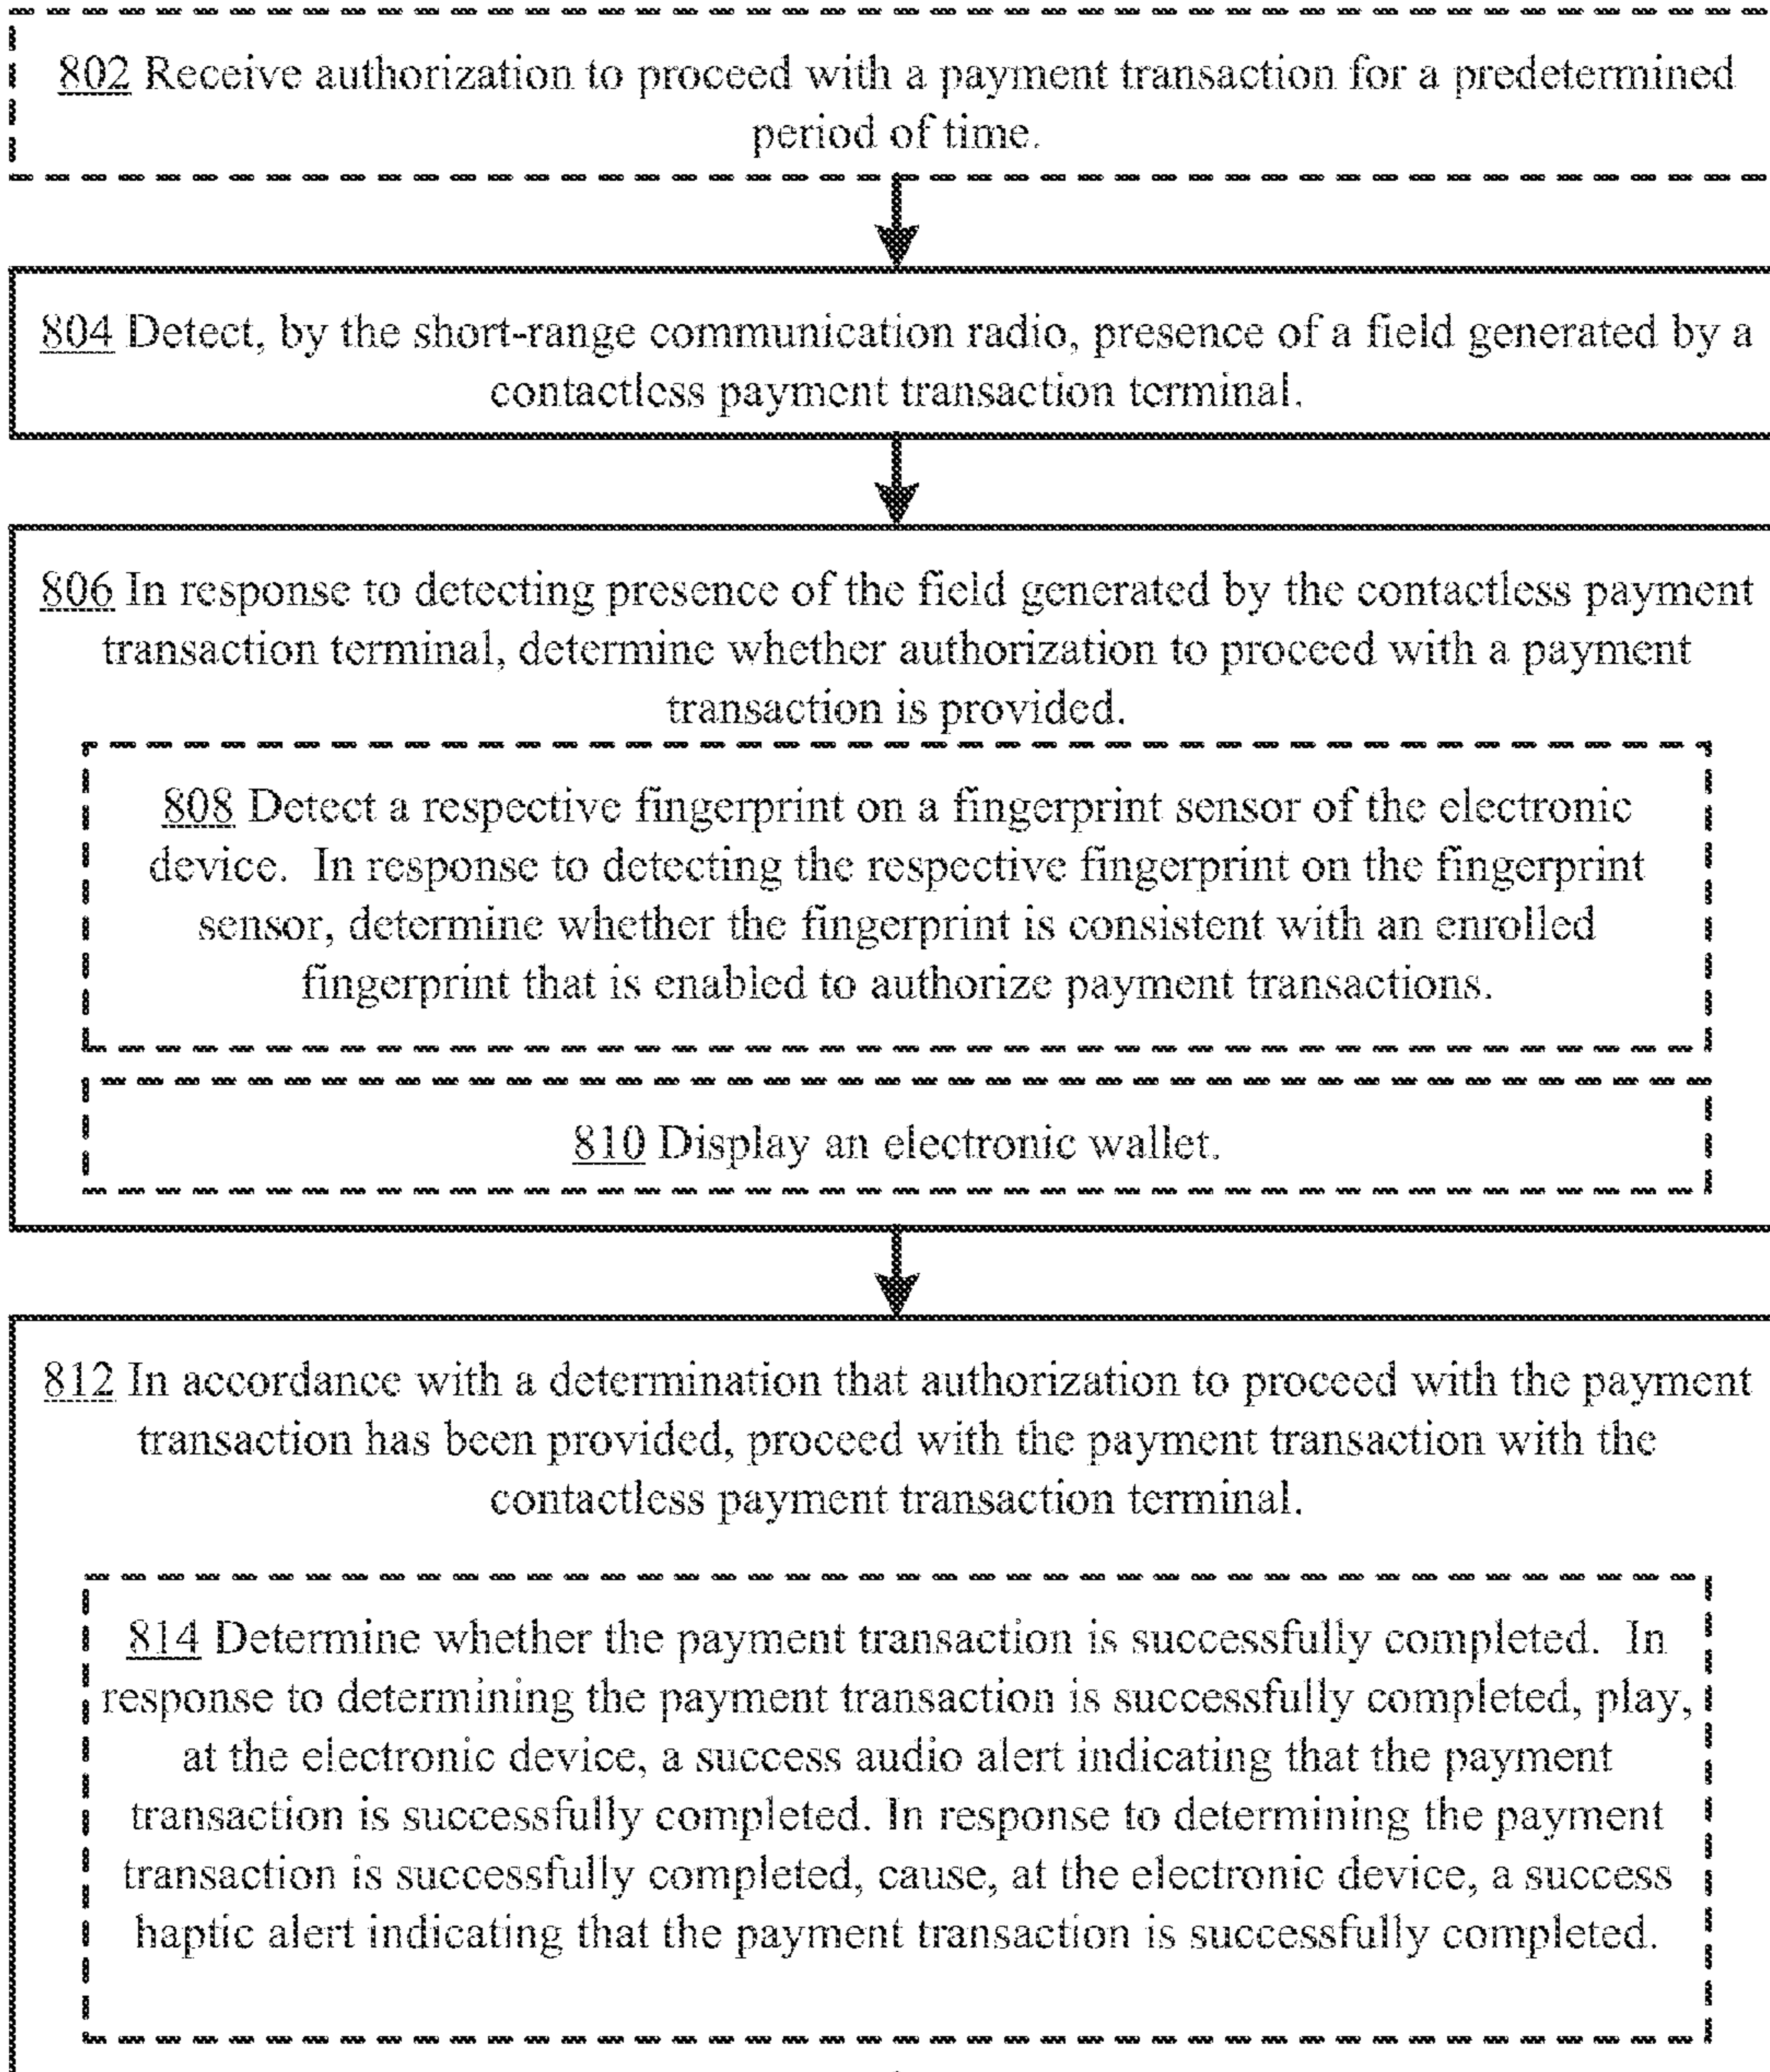 802 Receive authorization to proceed with a payment transaction for a predetermined
period of time.
804 Detect, by the short-range communication radio, presence of a field generated by a
contactless payment transaction terminal.
806 In response to detecting presence of the field generated by the contactless payment
transaction terminal, determine whether authorization to proceed with a payment
transaction is provided.
808 Detect a respective fingerprint on a fingerprint sensor of the electronic
device.  In response to detecting the respective fingerprint on the fingerprint
sensor, determine whether the fingerprint is consistent with an enrolled
fingerprint that is enabled to authorize payment transactions.
810 Display an electronic wallet.
812 In accordance with a determination that authorization to proceed with the payment
transaction has been provided, proceed with the payment transaction with the
contactless payment transaction terminal.
814 Determine whether the payment transaction is successfully completed.  In
response to determining the payment transaction is successfully completed, play,
at the electronic device, a success audio alert indicating that the payment
transaction is successfully completed. In response to determining the payment
transaction is successfully completed, cause, at the electronic device, a success
haptic alert indicating that the payment transaction is successfully completed.